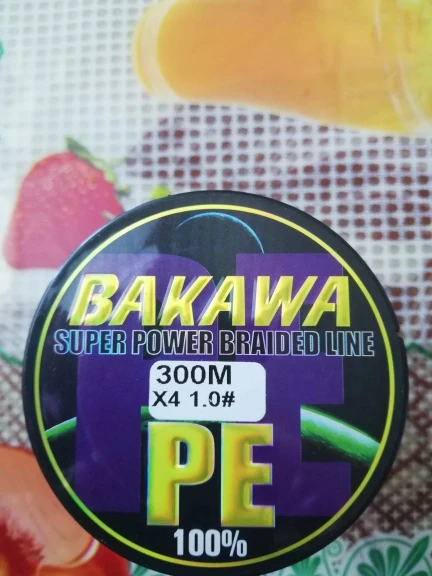 BAKAWA
SUPER POWER BRAIDED LINE
300M
X4 1.0#
PE
100%